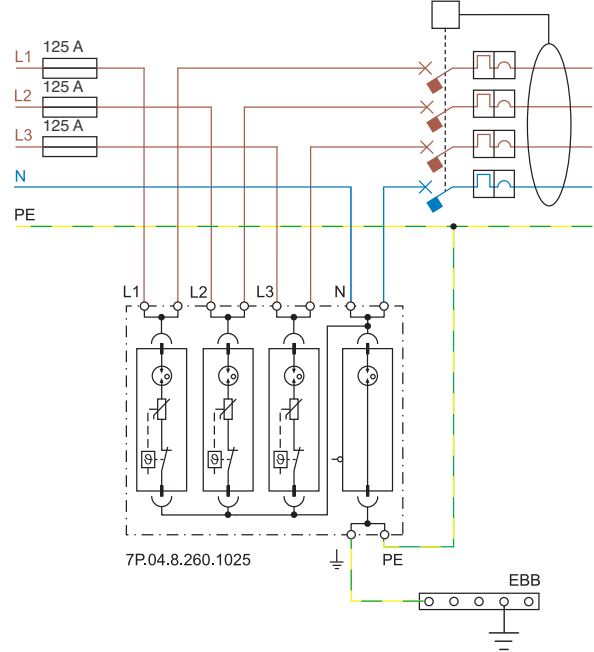 125 A
L1
125 A
L2
125 A
L3
N
PE
L1 L2 L3 N
ϑ ϑ ϑ
7P.04.8.260.1025
PE
EBB